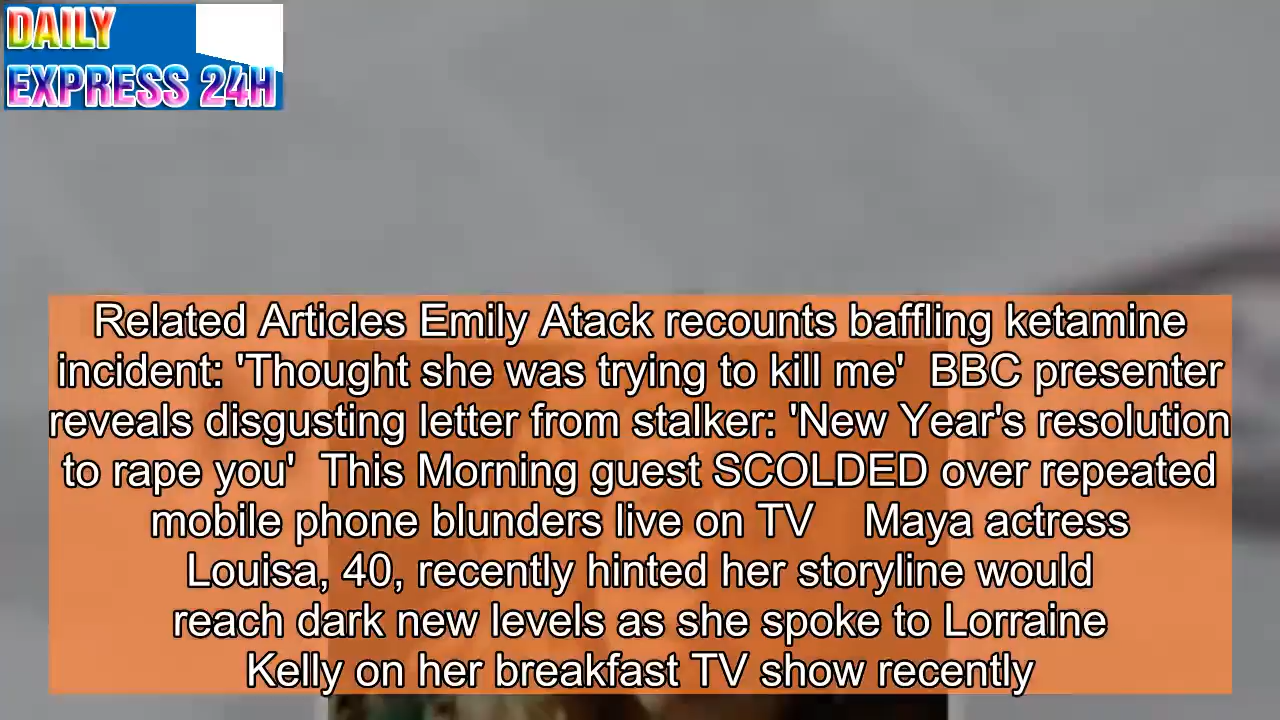 DAILY
EXPRESS 24H
Related Articles Emily Atack recounts baffling ketamine
incident: 'Thought she was trying to kill me'  BBC presenter
reveals disgusting letter from stalker: 'New Year's resolution
to rape you'  This Morning guest SCOLDED over repeated
mobile phone blunders live on TV    Maya actress
Louisa, 40, recently hinted her storyline would
reach dark new levels as she spoke to Lorraine
Kelly on her breakfast TV show recently